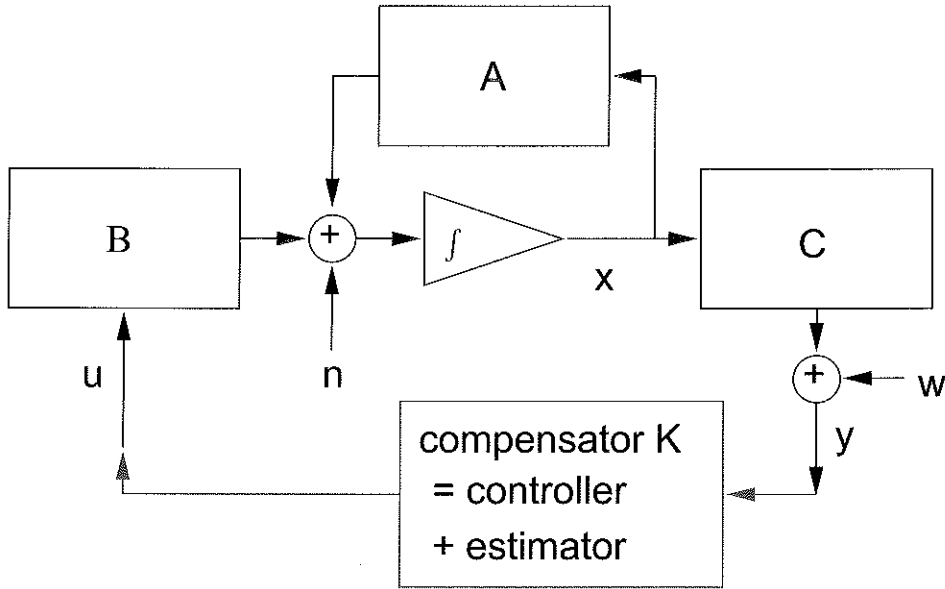 A
B
+
∫
x
C
u
n
+
w
y
compensator K
= controller
+ estimator